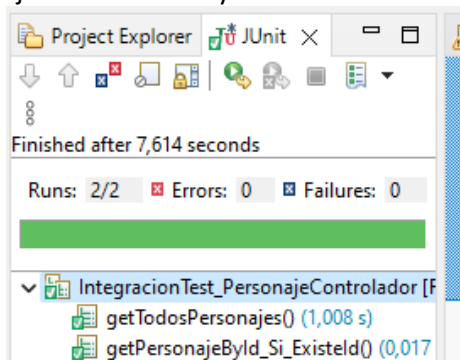 Project Explorer JUnit
Finished after 7,614 seconds
Runs: 2/2 Errors: 0 Failures: 0
IntegracionTest_PersonajeControlador [
getTodosPersonajes() (1,008 s)
getPersonajeById_Si_ExisteId() (0,017